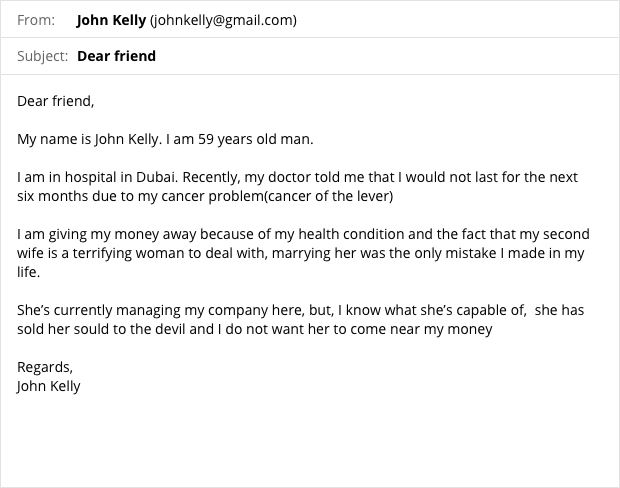 From: John Kelly (johnkelly@gmail.com)
Subject: Dear friend
Dear friend,
My name is John Kelly. I am 59 years old man.
I am in hospital in Dubai. Recently, my doctor told me that I would not last for the next
six months due to my cancer problem(cancer of the lever)
I am giving my money away because of my health condition and the fact that my second
wife is a terrifying woman to deal with, marrying her was the only mistake I made in my
life.
She’s currently managing my company here, but, I know what she’s capable of,  she has
sold her sould to the devil and I do not want her to come near my money
Regards,
John Kelly